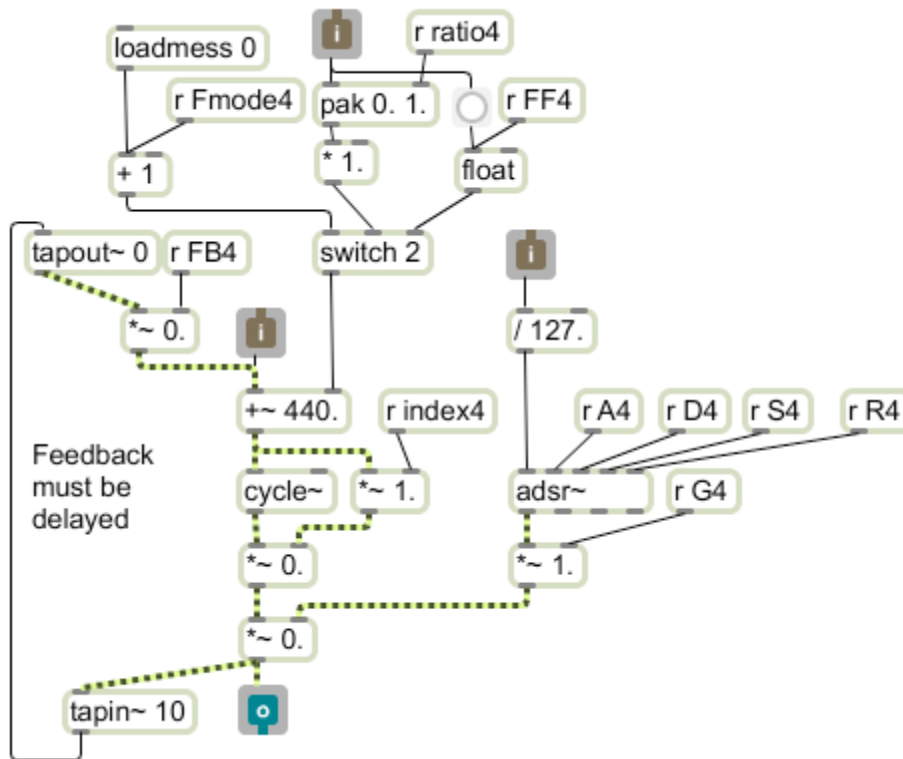 i
r ratio4
loadmess 0
r Fmode4
pak 0. 1.
r FF4
+ 1
* 1.
float
tapout~ 0
r FB4
switch 2
i
*~ 0.
i
/ 127.
+~ 440.
r index4
r A4
r D4
r S4
r R4
Feedback
must be
delayed
cycle~
*~ 1.
adsr~
r G4
*~ 0.
*~ 1.
*~ 0.
tapin~ 10
o